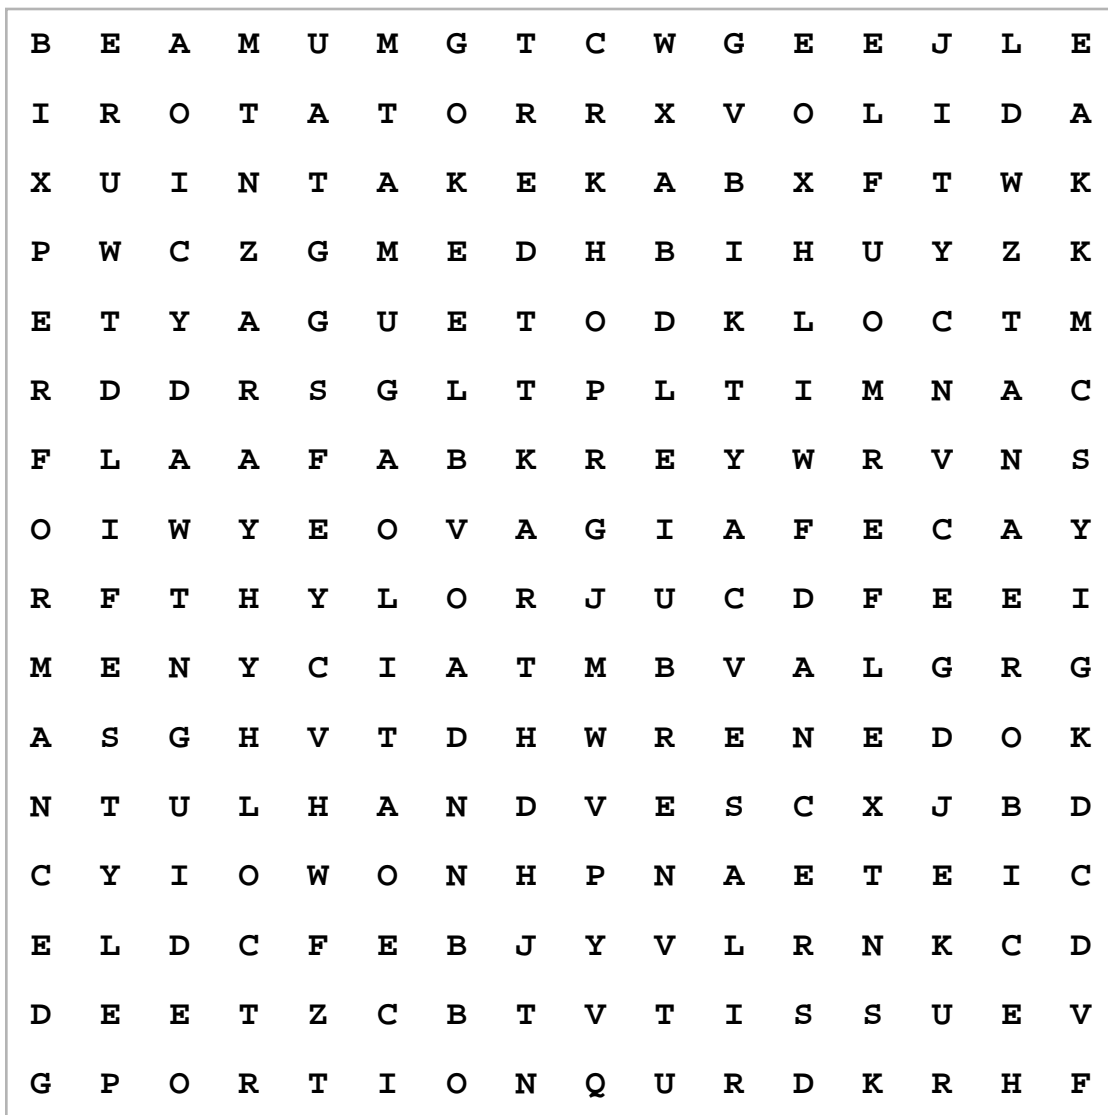 B E A M U M G T C W G E E J L E
I R O T A T O R R X V O L I D A
X U I N T A K E K A B X F T W K
P W C Z G M E D H B I H U Y Z K
E T Y A G U E T O D K L O C T M
R D D R S G L T P L T I M N A C
F L A A F A B K R E Y W R V N S
O I W Y E O V A G I A F E C A Y
R F T H Y L O R J U C D F E E I
M E N Y C I A T M B V A L G R G
A S G H V T D H W R E N E D O K
N T U L H A N D V E S C X J B D
C Y I O W O N H P N A E T E I C
E L D C F E B J Y V L R N K C D
D E E T Z C B T V T I S S U E V
G P O R T I O N Q U R D K R H F